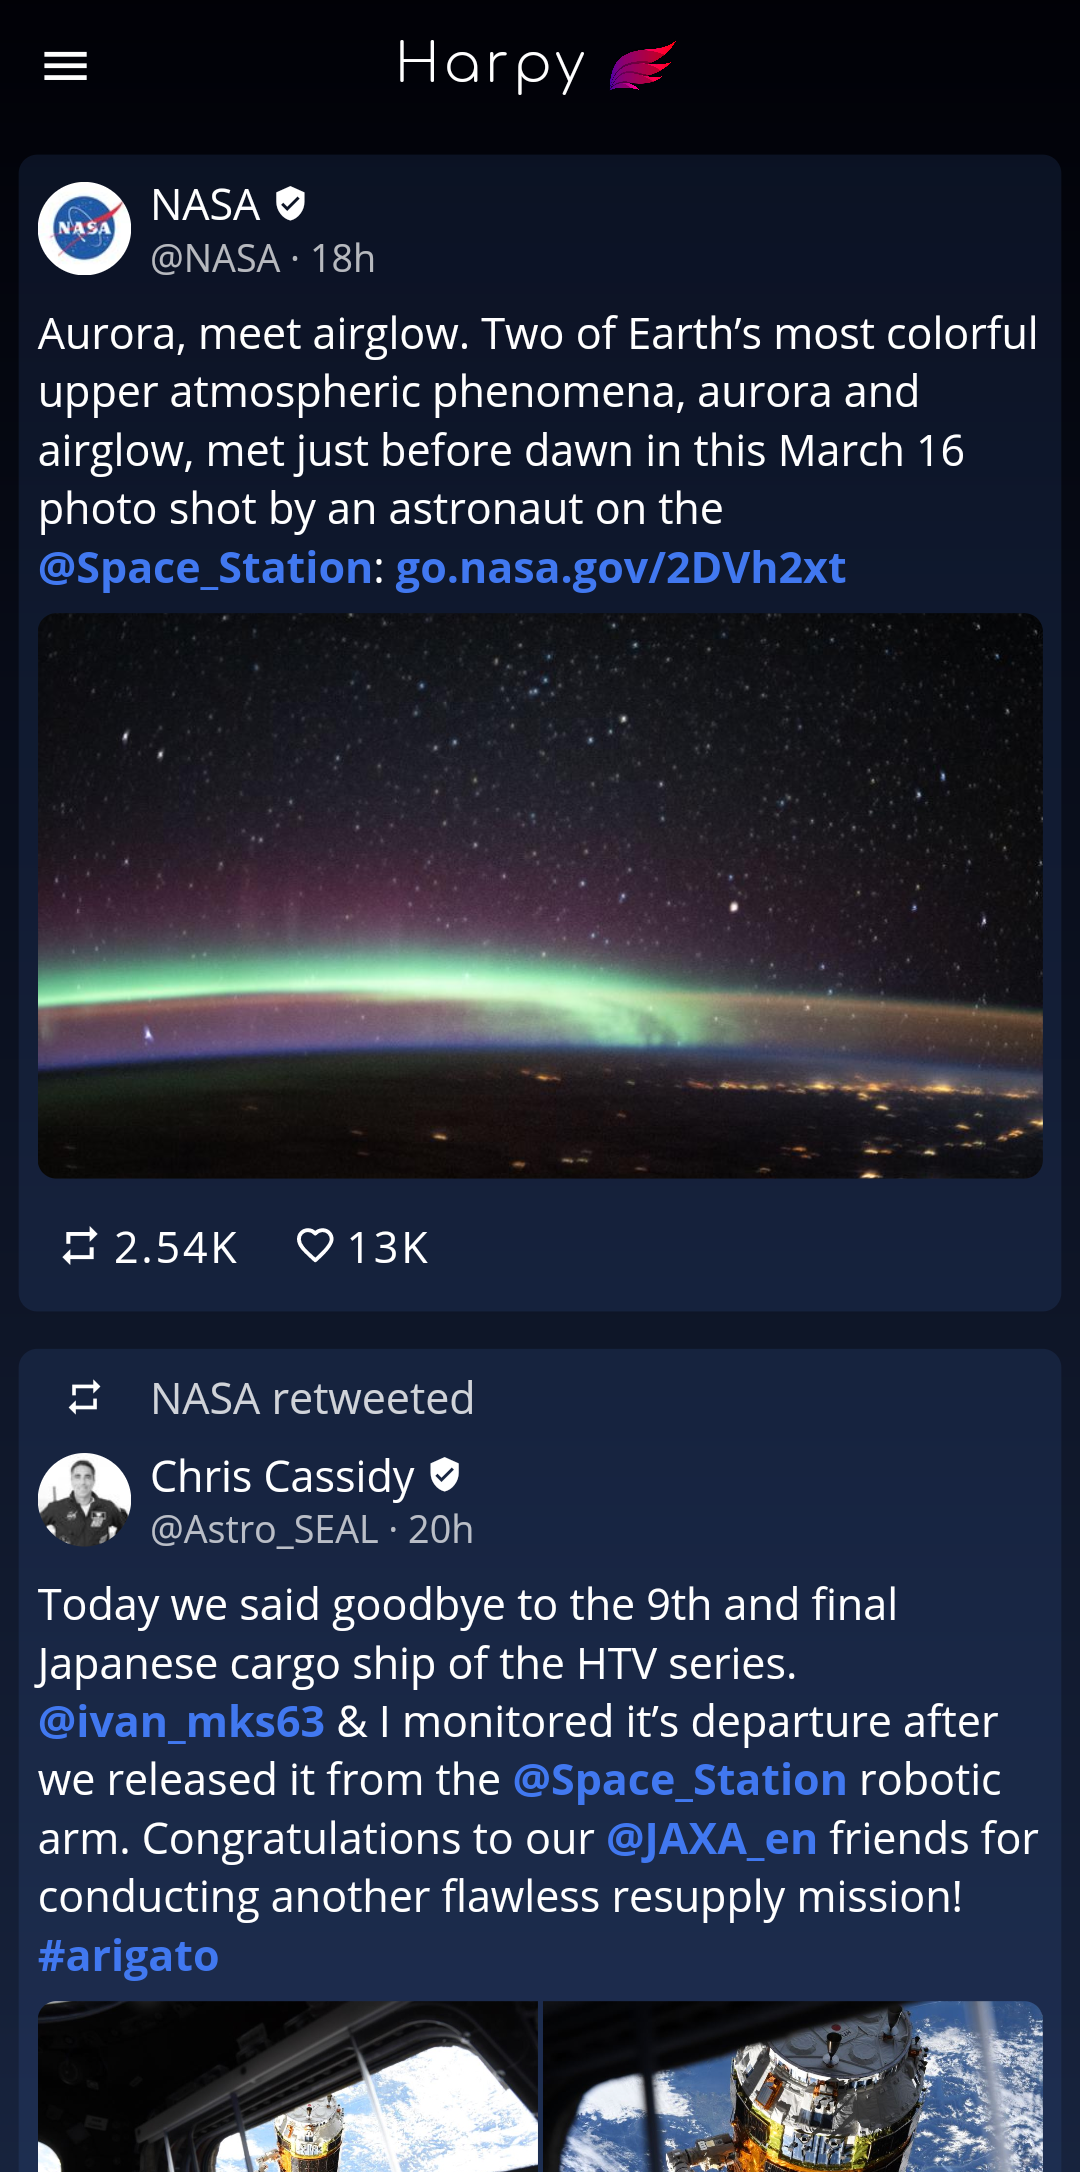 Harpy
NASA
NASA
@NASA · 18h
Aurora, meet airglow. Two of Earth’s most colorful
upper atmospheric phenomena, aurora and
airglow, met just before dawn in this March 16
photo shot by an astronaut on the
@Space_Station: go.nasa.gov/2DVh2xt
2.54K 13K
NASA retweeted
Chris Cassidy
@Astro_SEAL · 20h
Today we said goodbye to the 9th and final
Japanese cargo ship of the HTV series.
@ivan_mks63 & I monitored it’s departure after
we released it from the @Space_Station robotic
arm. Congratulations to our @JAXA_en friends for
conducting another flawless resupply mission!
#arigato